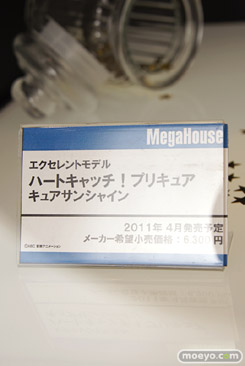 MegaHouse
エクセレントモデル
ハートキャッチ！プリキュア
キュアサンシャイン
2011年 4月発売予定
メーカー希望小売価格：6,300円
moeyo.com